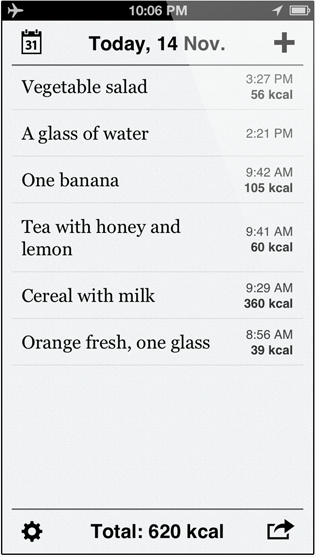 10:06 PM
31
Today, 14 Nov.
Vegetable salad
3:27 PM
56 kcal
A glass of water
2:21 PM
One banana
9:42 AM
105 kcal
Tea with honey and
lemon
9:41 AM
60 kcal
Cereal with milk
9:29 AM
360 kcal
Orange fresh, one glass
8:56 AM
39 kcal
Total: 620 kcal